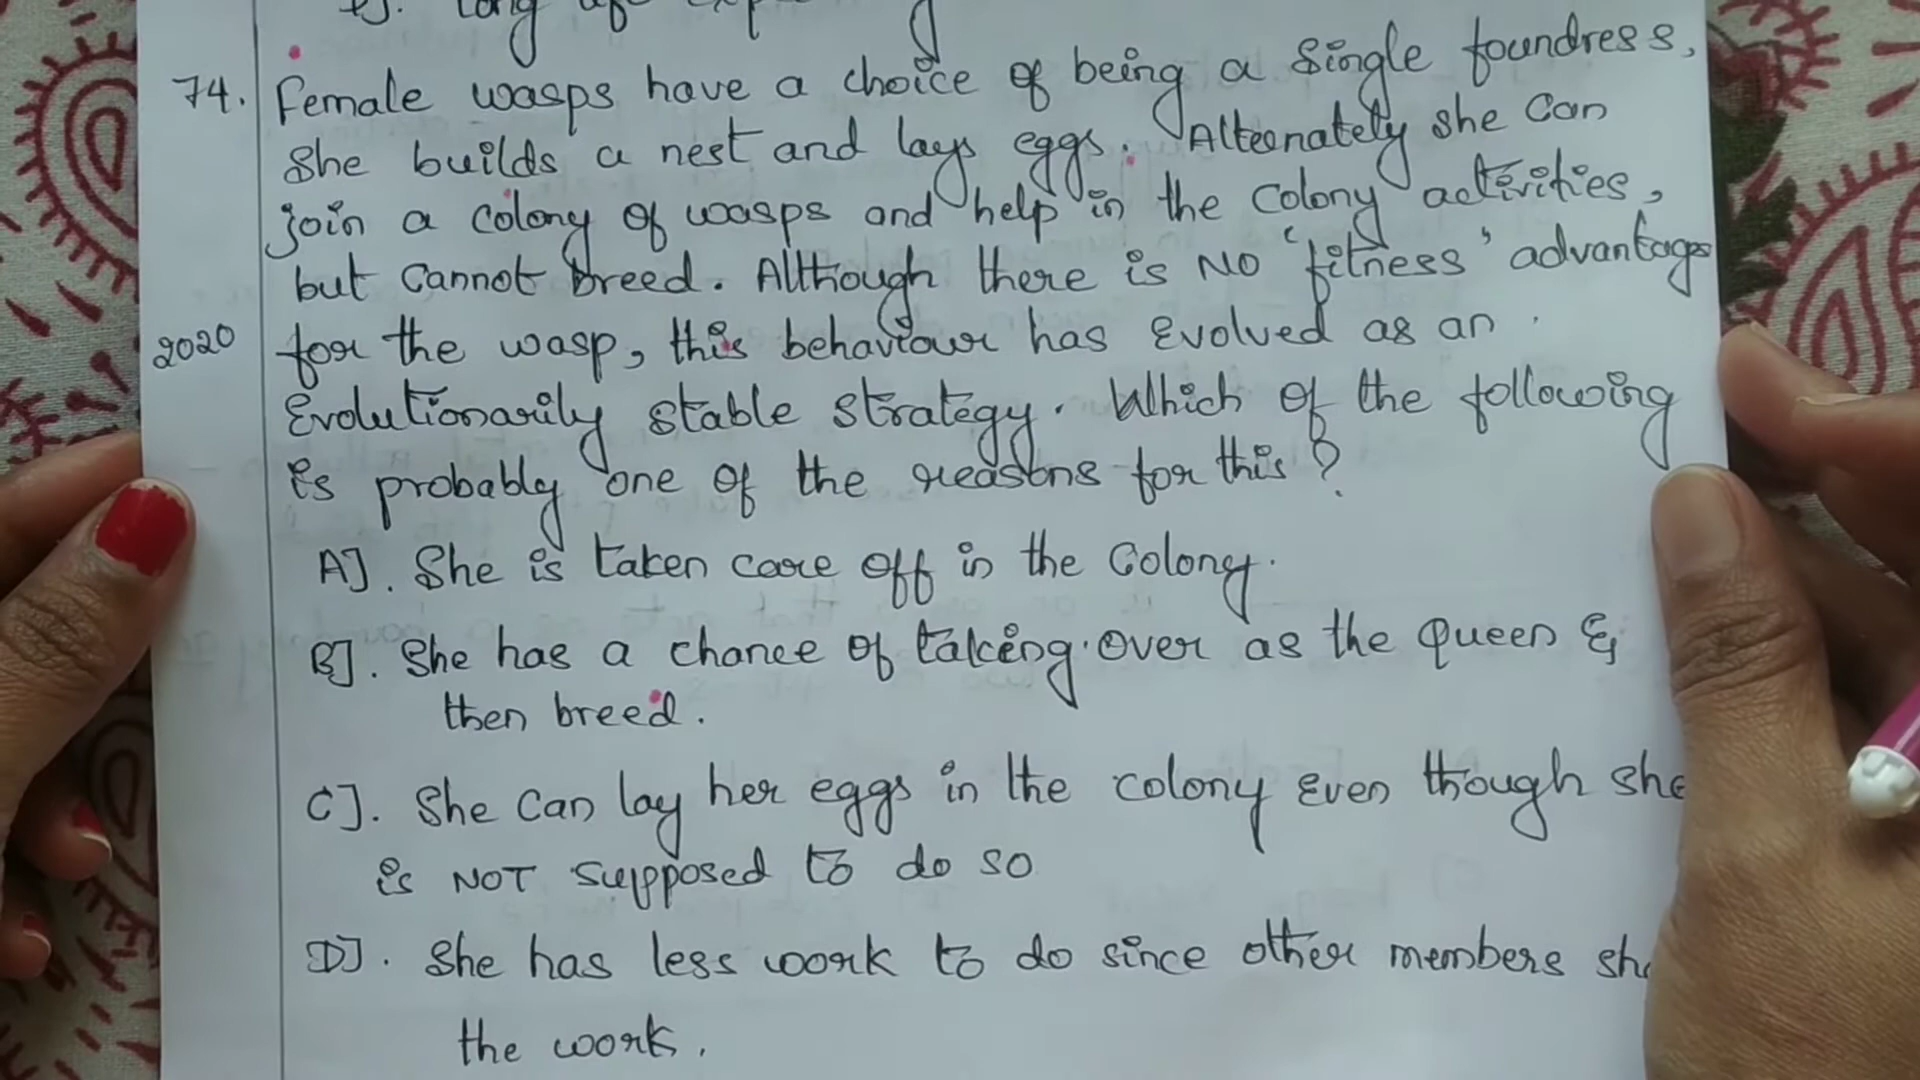 74. Female wasps have a choice of being a single foundress,
She builds a nest and lays eggs. Alternately she can
join a colony of wasps and help in the colony activities,
but cannot breed. Although there is NO 'fitness' advantage
2020 for the wasp, this behaviour has evolved as an
Evolutionarily stable strategy. Which of the following
is probably one of the reasons for this?
A]. She is taken care off in the Colony.
B]. She has a chance of taking over as the queen &
then breed.
C]. She can lay her eggs in the colony even though she
is NOT supposed to do so
D]. She has less work to do since other members
the work.